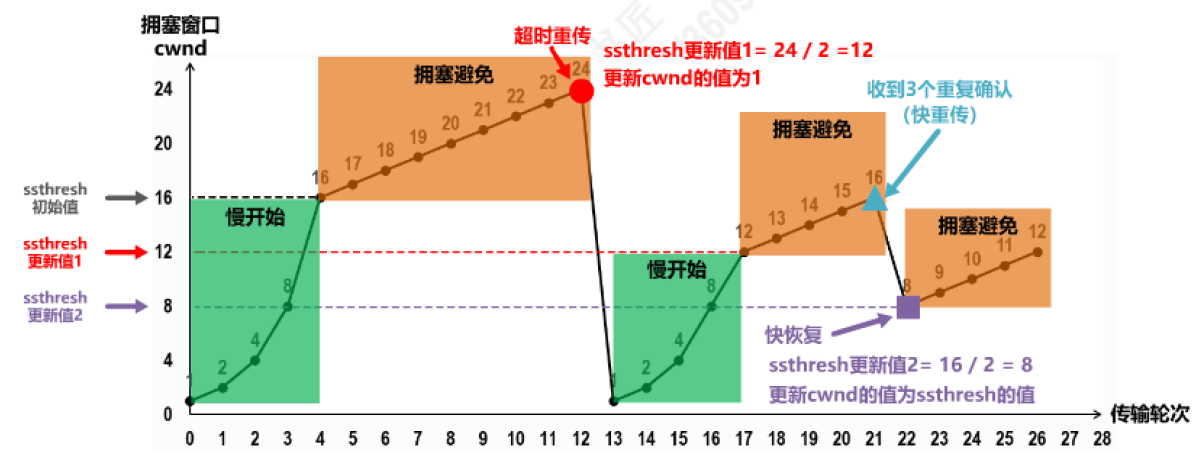 拥塞窗口
cwnd
24
20
16
12
8
4
0
ssthresh
初始值
ssthresh
更新值1
ssthresh
更新值2
慢开始
1
2
4
8
拥塞避免
16
17
18
19
20
21
22
23
24
超时重传
ssthresh更新值1= 24 / 2 =12
更新cwnd的值为1
慢开始
1
2
4
8
拥塞避免
12
13
14
15
16
收到3个重复确认
(快重传)
拥塞避免
8
9
10
11
12
快恢复
ssthresh更新值2= 16 / 2 = 8
更新cwnd的值为ssthresh的值
0 1 2 3 4 5 6 7 8 9 10 11 12 13 14 15 16 17 18 19 20 21 22 23 24 25 26 27 28
传输轮次